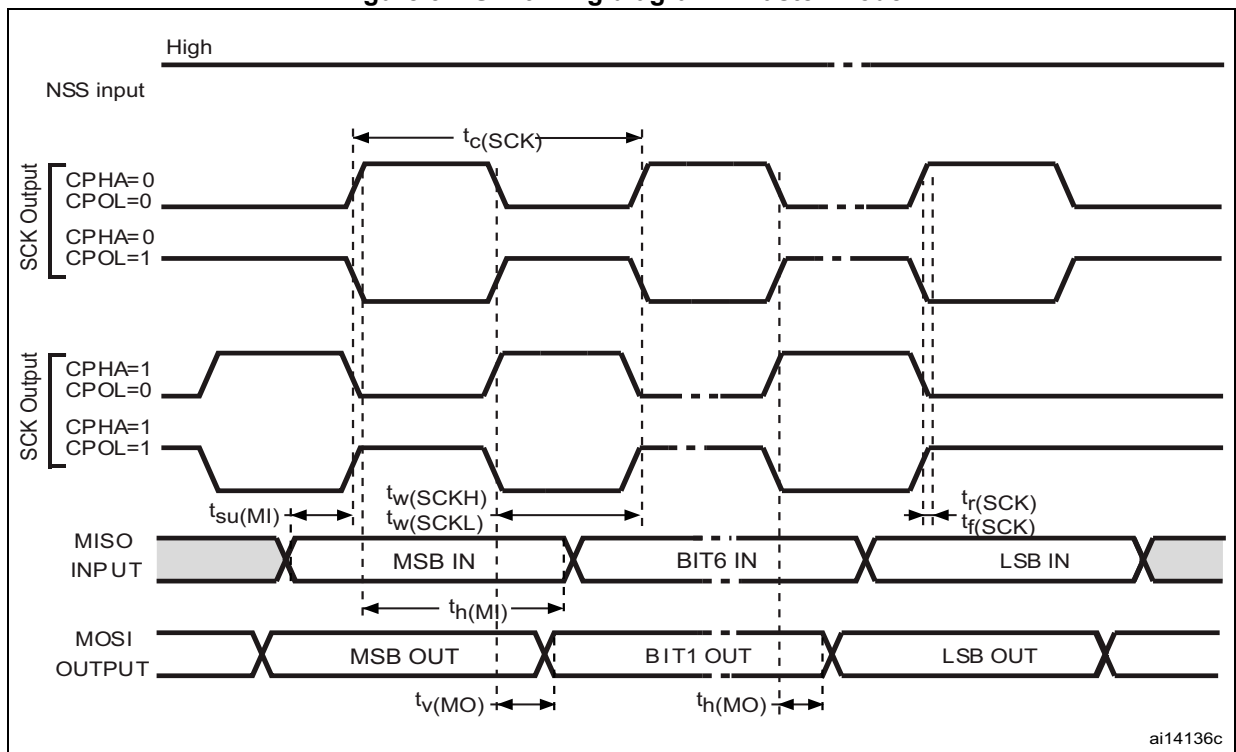 High
NSS input
tc(SCK)
SCK Output
CPHA=0
CPOL=0
CPHA=0
CPOL=1
SCK Output
CPHA=1
CPOL=0
CPHA=1
CPOL=1
tsu(MI)
tw(SCKH)
tw(SCKL)
tr(SCK)
tf(SCK)
MISO
INPUT
MSB IN
BIT6 IN
LSB IN
th(MI)
MOSI
OUTPUT
MSB OUT
BIT1 OUT
LSB OUT
tv(MO)
th(MO)
ai14136c